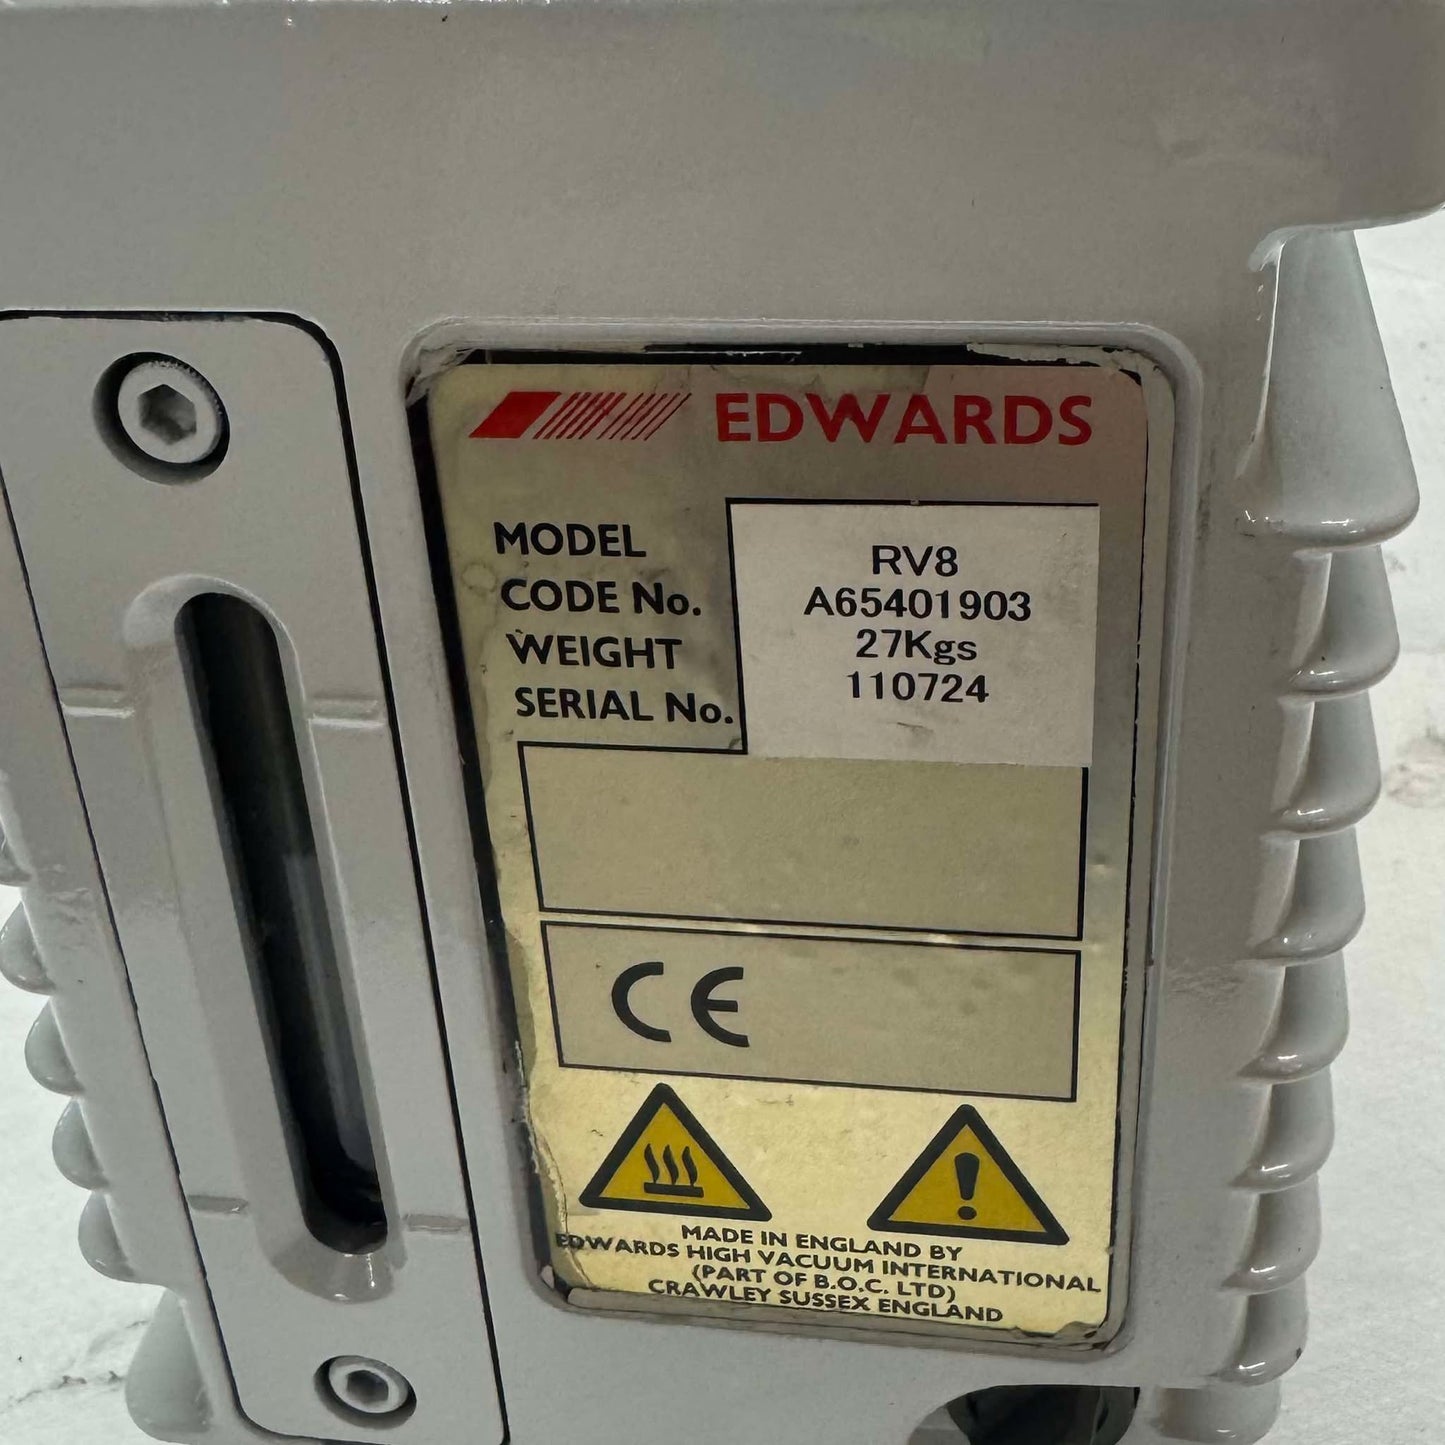 EDWARDS
MODEL RV8
CODE No. A65401903
WEIGHT 27Kgs
SERIAL No. 110724
CE
MADE IN ENGLAND BY
EDWARDS HIGH VACUUM INTERNATIONAL
(PART OF B.O.C. LTD)
CRAWLEY SUSSEX ENGLAND